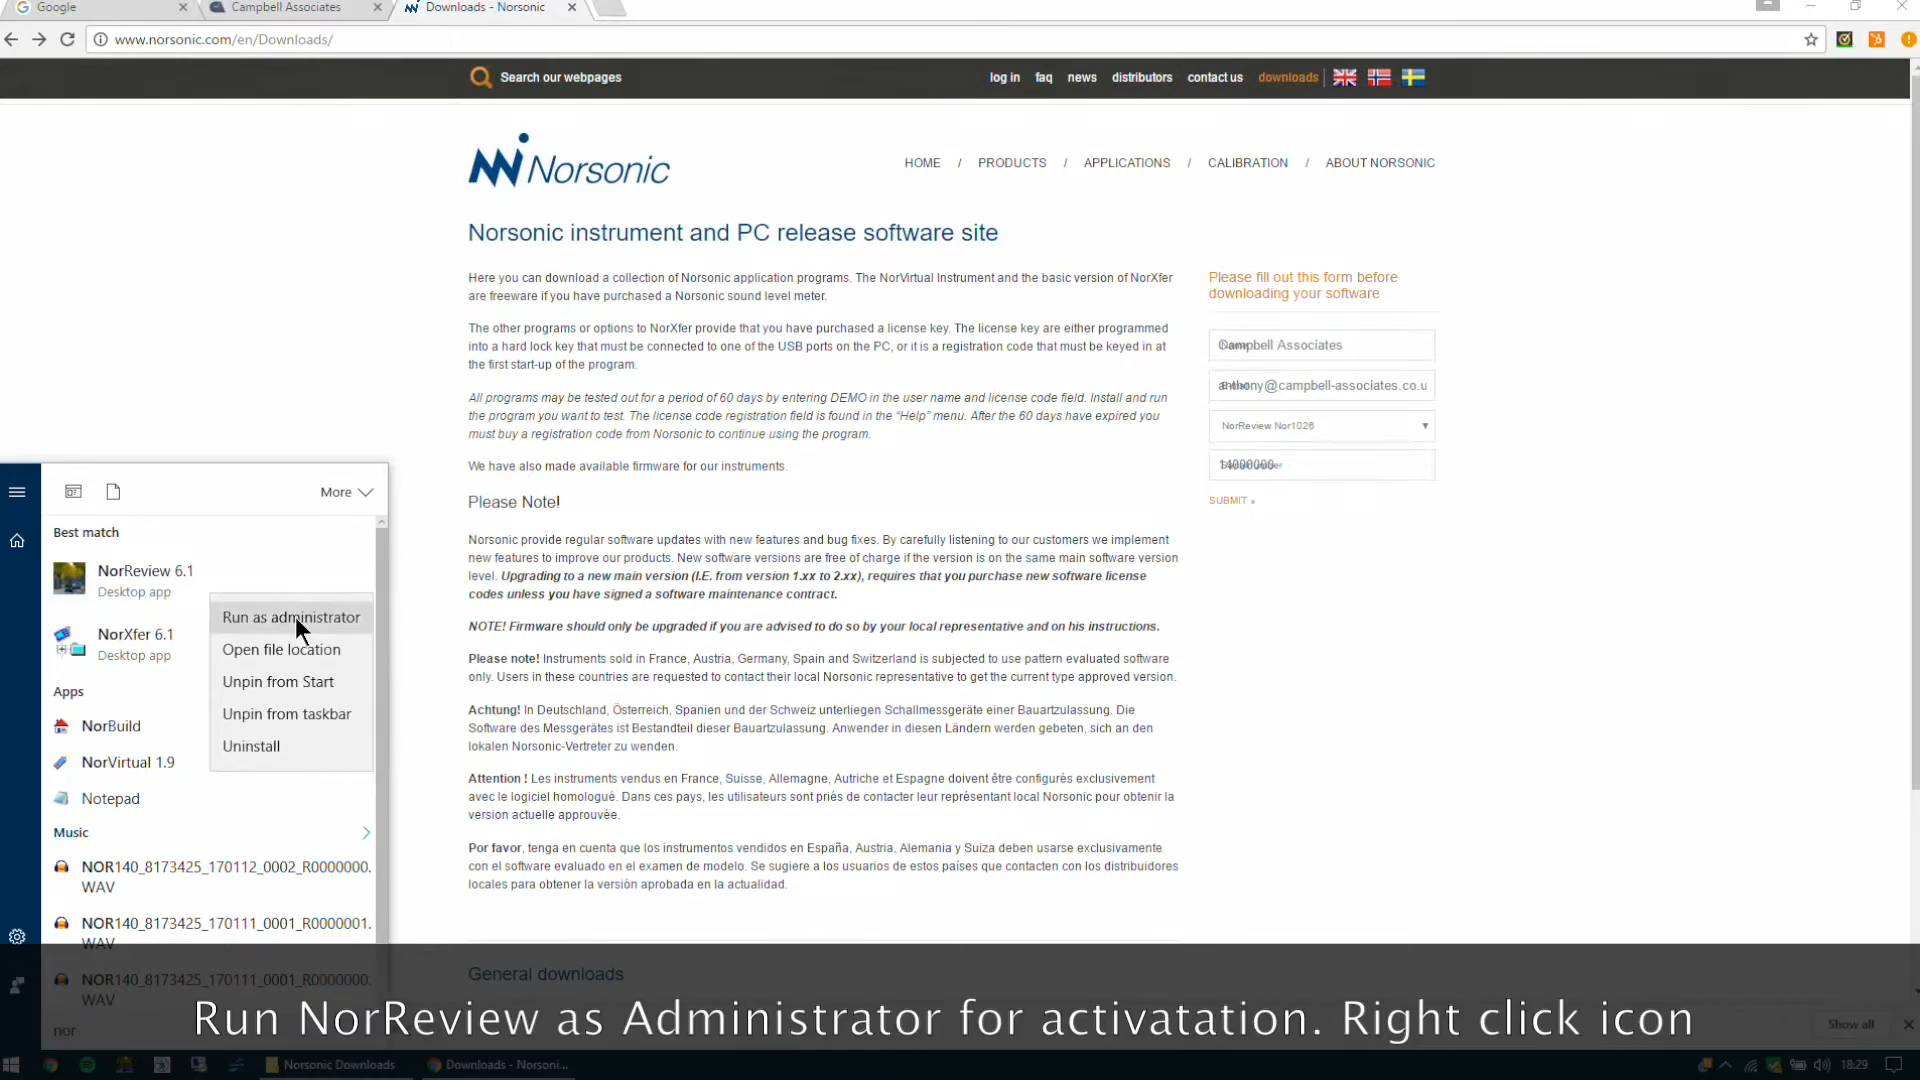 Google
Campbell Associates
Downloads - Norsonic
www.norsonic.com/en/Downloads/
Search our webpages
log in faq news distributors contact us downloads
Norsonic
HOME / PRODUCTS / APPLICATIONS / CALIBRATION / ABOUT NORSONIC
Norsonic instrument and PC release software site
Here you can download a collection of Norsonic application programs. The NorVirtual Instrument and the basic version of NorXfer
are freeware if you have purchased a Norsonic sound level meter.
The other programs or options to NorXfer provide that you have purchased a license key. The license key are either programmed
into a hard lock key that must be connected to one of the USB ports on the PC, or it is a registration code that must be keyed in at
the first start-up of the program.
All programs may be tested out for a period of 60 days by entering DEMO in the user name and license code field. Install and run
the program you want to test. The license code registration field is found in the “Help” menu. After the 60 days have expired you
must buy a registration code from Norsonic to continue using the program.
We have also made available firmware for our instruments.
Please Note!
Norsonic provide regular software updates with new features and bug fixes. By carefully listening to our customers we implement
new features to improve our products. New software versions are free of charge if the version is on the same main software version
level. Upgrading to a new main version (I.E. from version 1.xx to 2.xx), requires that you purchase new software license
codes unless you have signed a software maintenance contract.
NOTE! Firmware should only be upgraded if you are advised to do so by your local representative and on his instructions.
Please note! Instruments sold in France, Austria, Germany, Spain and Switzerland is subjected to use pattern evaluated software
only. Users in these countries are requested to contact their local Norsonic representative to get the current type approved version.
Achtung! In Deutschland, Österreich, Spanien und der Schweiz unterliegen Schallmessgeräte einer Bauartzulassung. Die
Software des Messgerätes ist Bestandteil dieser Bauartzulassung. Anwender in diesen Ländern werden gebeten, sich an den
lokalen Norsonic-Vertreter zu wenden.
Attention ! Les instruments vendus en France, Suisse, Allemagne, Autriche et Espagne doivent être configurés exclusivement
avec le logiciel homologué. Dans ces pays, les utilisateurs sont priés de contacter leur représentant local Norsonic pour obtenir la
version actuelle approuvée.
Por favor, tenga en cuenta que los instrumentos vendidos en España, Austria, Alemania y Suiza deben usarse exclusivamente
con el software evaluado en el examen de modelo. Se sugiere a los usuarios de estos países que contacten con los distribuidores
locales para obtener la versión aprobada en la actualidad.
General downloads
Please fill out this form before
downloading your software
Campbell Associates
anthony@campbell-associates.co.u
NorReview Nor1026
14000000
SUBMIT »
More
Best match
NorReview 6.1
Desktop app
NorXfer 6.1
Desktop app
Apps
NorBuild
NorVirtual 1.9
Notepad
Music
NOR140_8173425_170112_0002_R0000000.
WAV
NOR140_8173425_170111_0001_R0000001.
WAV
NOR140_8173425_170111_0001_R0000000.
WAV
nor
Run as administrator
Open file location
Unpin from Start
Unpin from taskbar
Uninstall
Run NorReview as Administrator for activatation. Right click icon
Show all
Norsonic Downloads
Downloads - Norsoni...
18:29